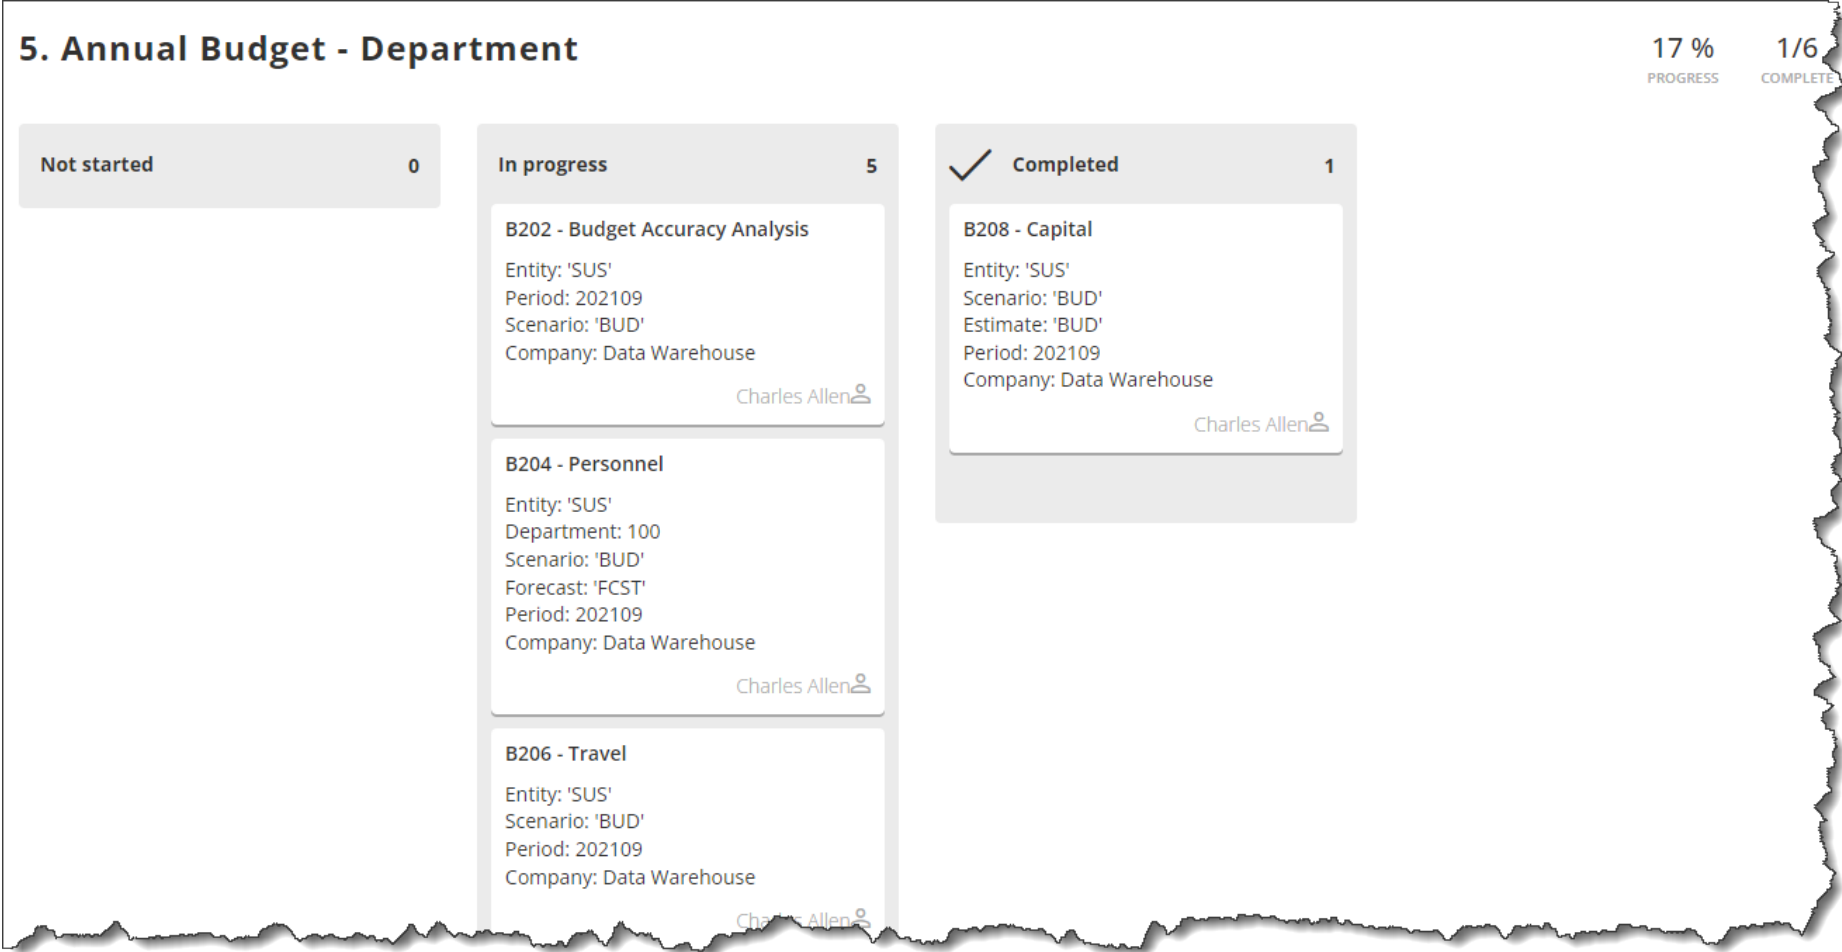 5. Annual Budget - Department
17 %
PROGRESS
1/6
COMPLETE
Not started 0
In progress 5
B202 - Budget Accuracy Analysis
Entity: 'SUS'
Period: 202109
Scenario: 'BUD'
Company: Data Warehouse
Charles Allen
B204 - Personnel
Entity: 'SUS'
Department: 100
Scenario: 'BUD'
Forecast: 'FCST'
Period: 202109
Company: Data Warehouse
Charles Allen
B206 - Travel
Entity: 'SUS'
Scenario: 'BUD'
Period: 202109
Company: Data Warehouse
Charles Allen
Completed 1
B208 - Capital
Entity: 'SUS'
Scenario: 'BUD'
Estimate: 'BUD'
Period: 202109
Company: Data Warehouse
Charles Allen